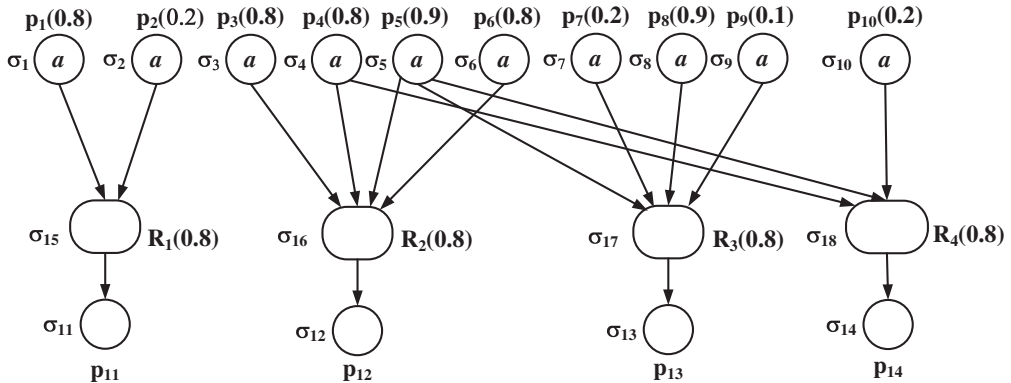 p₁(0.8) p₂(0.2) p₃(0.8) p₄(0.8) p₅(0.9) p₆(0.8) p₇(0.2) p₈(0.9) p₉(0.1) p₁₀(0.2)
σ₁ a σ₂ a σ₃ a σ₄ a σ₅ a σ₆ a σ₇ a σ₈ a σ₉ a σ₁₀ a
σ₁₅ R₁(0.8) σ₁₆ R₂(0.8) σ₁₇ R₃(0.8) σ₁₈ R₄(0.8)
σ₁₁ σ₁₂ σ₁₃ σ₁₄
p₁₁ p₁₂ p₁₃ p₁₄